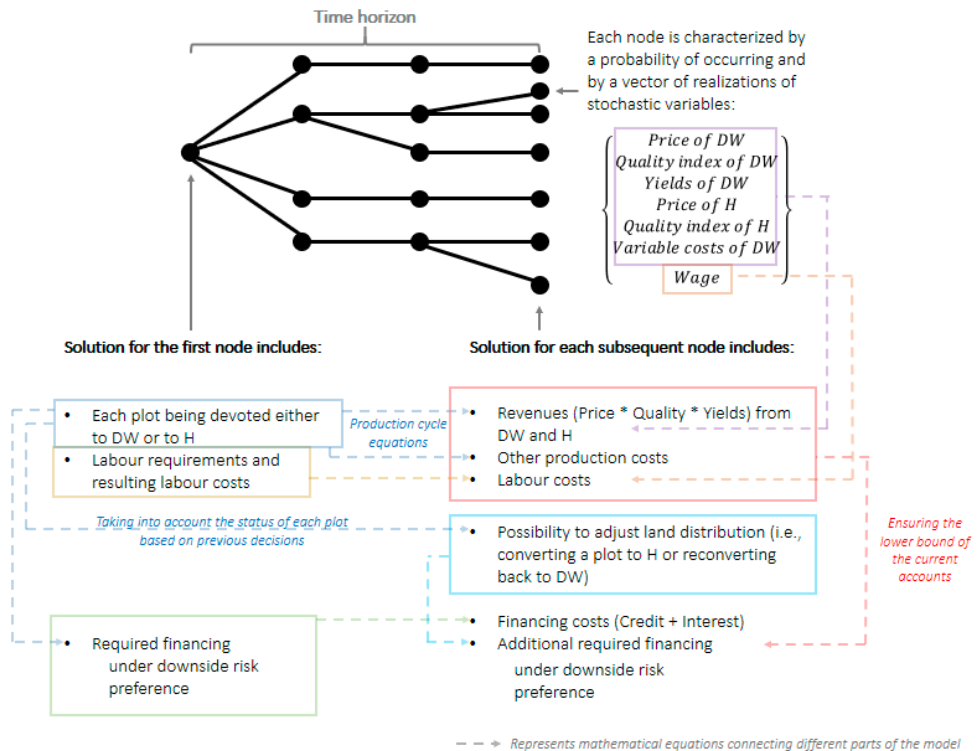 Time horizon
Each node is characterized by
a probability of occurring and
by a vector of realizations of
stochastic variables:
Price of DW
Quality index of DW
Yields of DW
Price of H
Quality index of H
Variable costs of DW
Wage
Solution for the first node includes:
Solution for each subsequent node includes:
• Each plot being devoted either
to DW or to H
• Labour requirements and
resulting labour costs
Production cycle
equations
• Revenues (Price * Quality * Yields) from
DW and H
• Other production costs
• Labour costs
Taking into account the status of each plot
based on previous decisions
• Possibility to adjust land distribution (i.e.,
converting a plot to H or reconverting
back to DW)
Ensuring the
lower bound of
the current
accounts
• Required financing
under downside risk
preference
• Financing costs (Credit + Interest)
• Additional required financing
under downside risk
preference
Represents mathematical equations connecting different parts of the model